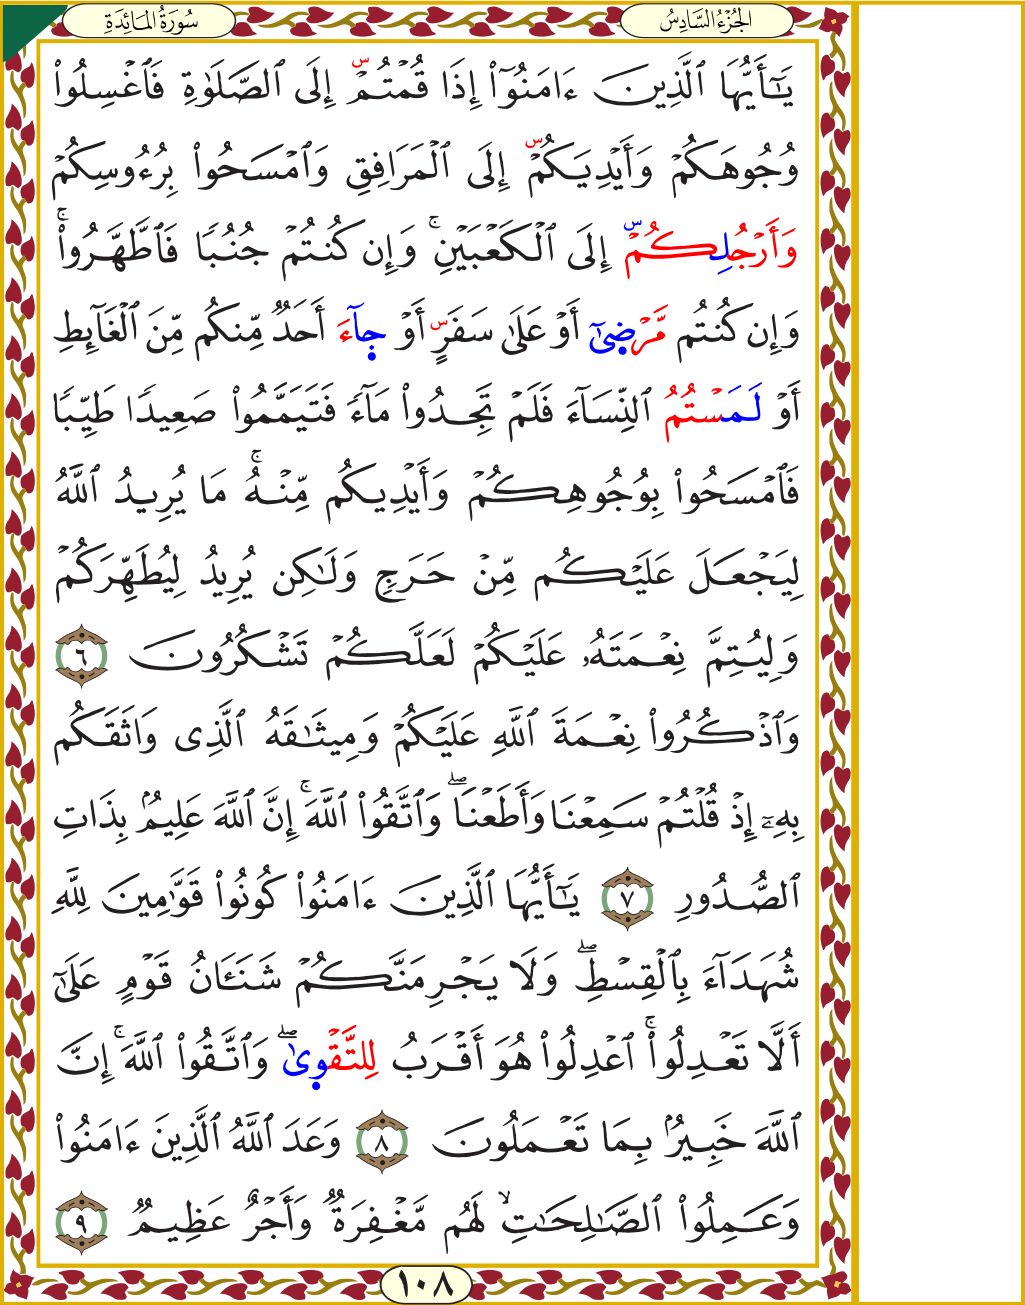 الجُزْءُ السَّادِسُ
سُورَةُ المَائِدَةِ
يَـٰٓأَيُّهَا ٱلَّذِينَ ءَامَنُوٓا۟ إِذَا قُمْتُمْ إِلَى ٱلصَّلَوٰةِ فَٱغْسِلُوا۟
وُجُوهَكُمْ وَأَيْدِيَكُمْ إِلَى ٱلْمَرَافِقِ وَٱمْسَحُوا۟ بِرُءُوسِكُمْ
وَأَرْجُلِكُمْ إِلَى ٱلْكَعْبَيْنِ ۚ وَإِن كُنتُمْ جُنُبًا فَٱطَّهَّرُوا۟ ۚ
وَإِن كُنتُم مَّرْضِىٰٓ أَوْ عَلَىٰ سَفَرٍ أَوْ جِآءَ أَحَدٌ مِّنكُم مِّنَ ٱلْغَآئِطِ
أَوْ لَمَسْتُمُ ٱلنِّسَآءَ فَلَمْ تَجِدُوا۟ مَآءً فَتَيَمَّمُوا۟ صَعِيدًا طَيِّبًا
فَٱمْسَحُوا۟ بِوُجُوهِكُمْ وَأَيْدِيكُم مِّنْهُ ۚ مَا يُرِيدُ ٱللَّهُ
لِيَجْعَلَ عَلَيْكُم مِّنْ حَرَجٍ وَلَـٰكِن يُرِيدُ لِيُطَهِّرَكُمْ
وَلِيُتِمَّ نِعْمَتَهُۥ عَلَيْكُمْ لَعَلَّكُمْ تَشْكُرُونَ ٦
وَٱذْكُرُوا۟ نِعْمَةَ ٱللَّهِ عَلَيْكُمْ وَمِيثَـٰقَهُ ٱلَّذِى وَاثَقَكُم
بِهِۦٓ إِذْ قُلْتُمْ سَمِعْنَا وَأَطَعْنَا ۖ وَٱتَّقُوا۟ ٱللَّهَ ۚ إِنَّ ٱللَّهَ عَلِيمٌۢ بِذَاتِ
ٱلصُّدُورِ ٧ يَـٰٓأَيُّهَا ٱلَّذِينَ ءَامَنُوا۟ كُونُوا۟ قَوَّٰمِينَ لِلَّهِ
شُهَدَآءَ بِٱلْقِسْطِ ۖ وَلَا يَجْرِمَنَّكُمْ شَنَـَٔانُ قَوْمٍ عَلَىٰٓ
أَلَّا تَعْدِلُوا۟ ۚ ٱعْدِلُوا۟ هُوَ أَقْرَبُ لِلتَّقْوِىٰ ۖ وَٱتَّقُوا۟ ٱللَّهَ ۚ إِنَّ
ٱللَّهَ خَبِيرٌۢ بِمَا تَعْمَلُونَ ٨ وَعَدَ ٱللَّهُ ٱلَّذِينَ ءَامَنُوا۟
وَعَمِلُوا۟ ٱلصَّـٰلِحَـٰتِ ۙ لَهُم مَّغْفِرَةٌ وَأَجْرٌ عَظِيمٌ ٩
١٠٨